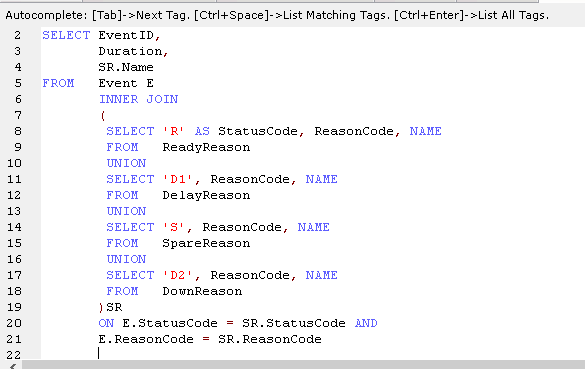 Autocomplete: [Tab]->Next Tag. [Ctrl+Space]->List Matching Tags. [Ctrl+Enter]->List All Tags.
2 SELECT EventID,
3 Duration,
4 SR.Name
5 FROM Event E
6 INNER JOIN
7 (
8 SELECT 'R' AS StatusCode, ReasonCode, NAME
9 FROM ReadyReason
10 UNION
11 SELECT 'D1', ReasonCode, NAME
12 FROM DelayReason
13 UNION
14 SELECT 'S', ReasonCode, NAME
15 FROM SpareReason
16 UNION
17 SELECT 'D2', ReasonCode, NAME
18 FROM DownReason
19 )SR
20 ON E.StatusCode = SR.StatusCode AND
21 E.ReasonCode = SR.ReasonCode
22